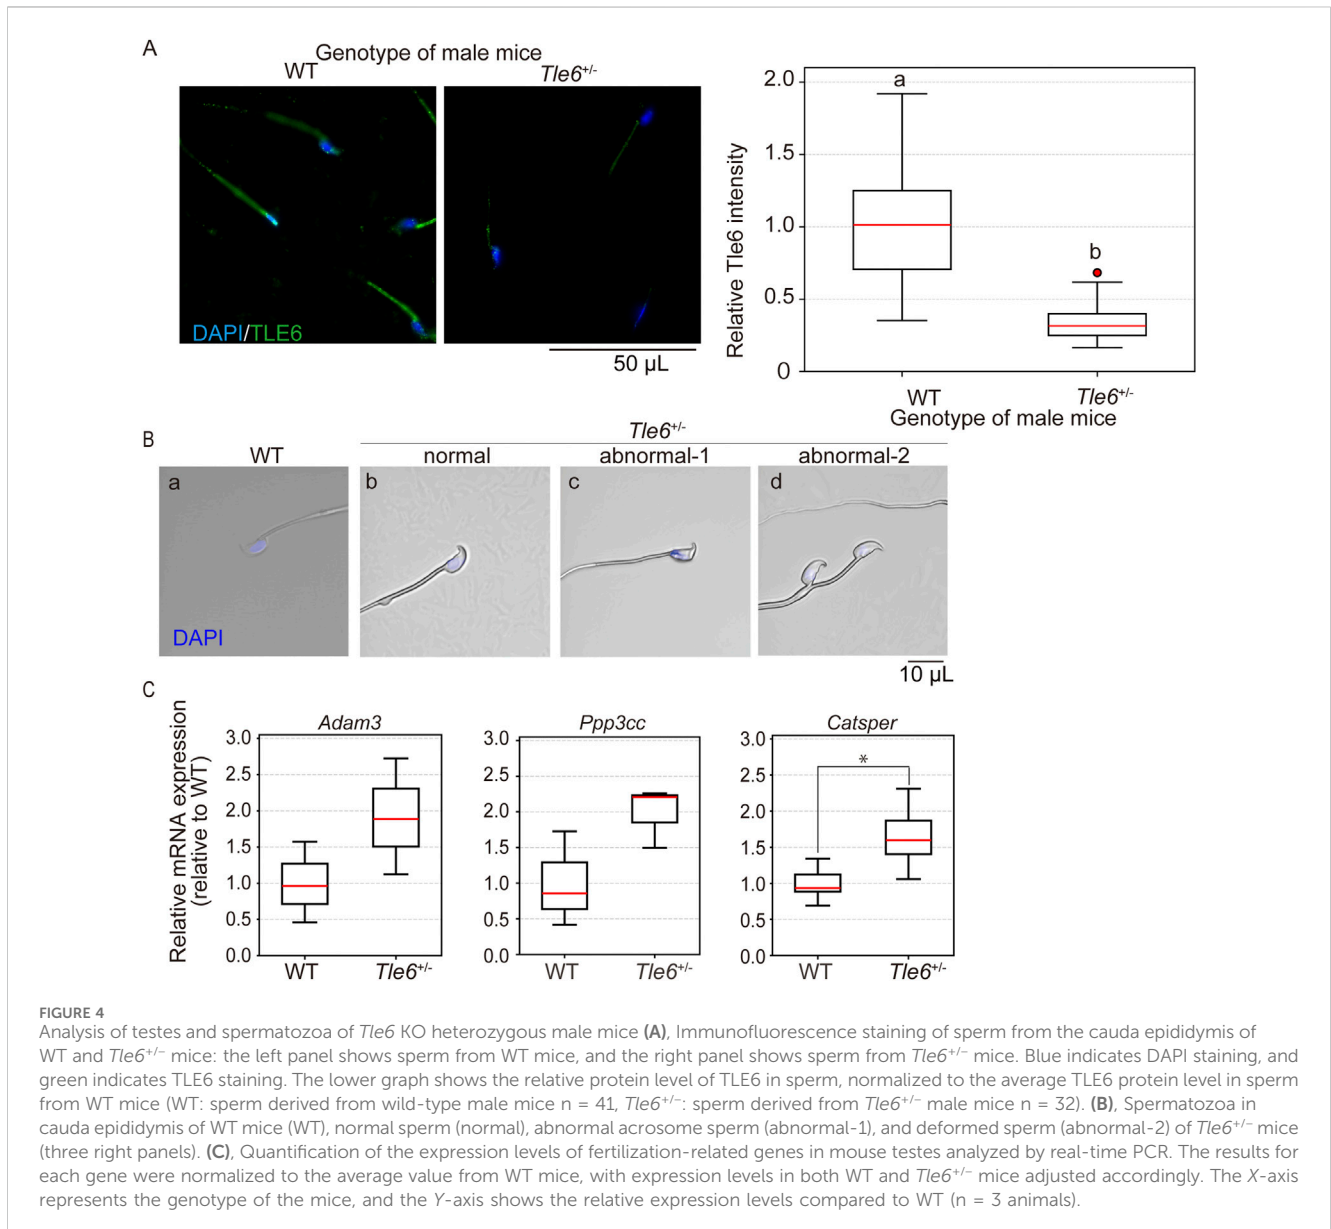 A
Genotype of male mice
WT
Tle6+/-
DAPI/TLE6
50 µL
2.0
1.5
1.0
0.5
0
Relative Tle6 intensity
a
b
WT
Tle6+/-
Genotype of male mice
B
Tle6+/-
WT
normal
abnormal-1
abnormal-2
a
b
c
d
DAPI
10 µL
C
Relative mRNA expression
(relative to WT)
Adam3
3.0
2.5
2.0
1.5
1.0
0.5
0.0
WT
Tle6+/-
Ppp3cc
3.0
2.5
2.0
1.5
1.0
0.5
0.0
WT
Tle6+/-
Catsper
3.0
2.5
2.0
1.5
1.0
0.5
0.0
*
WT
Tle6+/-
FIGURE 4
Analysis of testes and spermatozoa of Tle6 KO heterozygous male mice (A), Immunofluorescence staining of sperm from the cauda epididymis of
WT and Tle6+/− mice: the left panel shows sperm from WT mice, and the right panel shows sperm from Tle6+/− mice. Blue indicates DAPI staining, and
green indicates TLE6 staining. The lower graph shows the relative protein level of TLE6 in sperm, normalized to the average TLE6 protein level in sperm
from WT mice (WT: sperm derived from wild-type male mice n = 41, Tle6+/−: sperm derived from Tle6+/− male mice n = 32). (B), Spermatozoa in
cauda epididymis of WT mice (WT), normal sperm (normal), abnormal acrosome sperm (abnormal-1), and deformed sperm (abnormal-2) of Tle6+/− mice
(three right panels). (C), Quantification of the expression levels of fertilization-related genes in mouse testes analyzed by real-time PCR. The results for
each gene were normalized to the average value from WT mice, with expression levels in both WT and Tle6+/− mice adjusted accordingly. The X-axis
represents the genotype of the mice, and the Y-axis shows the relative expression levels compared to WT (n = 3 animals).